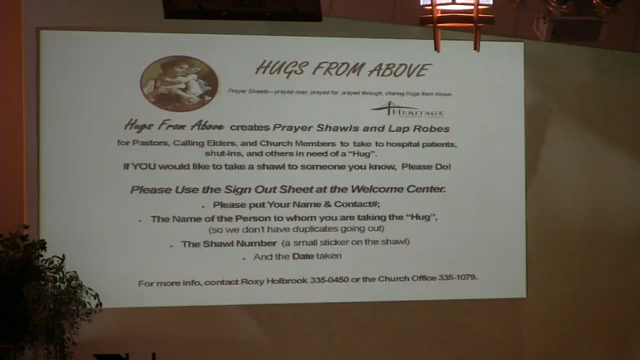 HUGS FROM ABOVE
Prayer Shawls—prayed over, prayed for, prayed through, sharing Hugs from Above
HERITAGE
Hugs From Above creates Prayer Shawls and Lap Robes
for Pastors, Calling Elders, and Church Members to take to hospital patients,
shut-ins, and others in need of a "Hug".
If YOU would like to take a shawl to someone you know, Please Do!
Please Use the Sign Out Sheet at the Welcome Center.
. Please put Your Name & Contact#;
. The Name of the Person to whom you are taking the "Hug",
(so we don't have duplicates going out)
. The Shawl Number (a small sticker on the shawl)
. And the Date taken
For more info, contact Roxy Holbrook 335-0450 or the Church Office 335-1079.